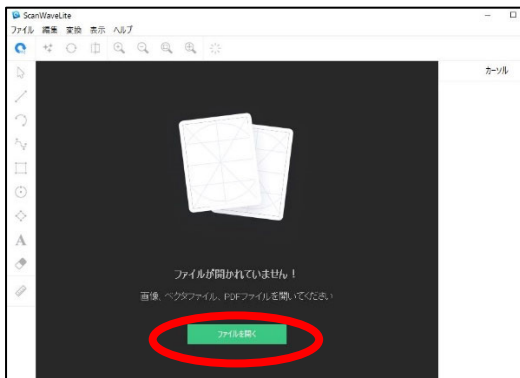 ScanWaveLite
ファイル 編集 変換 表示 ヘルプ
カーソル
A
ファイルが開かれていません！
画像、ベクタファイル、PDFファイルを開いてください
ファイルを開く